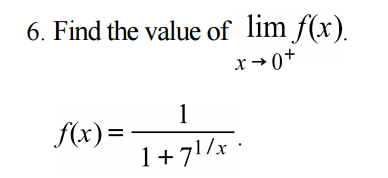 6. Find the value of lim f(x).
x → 0⁺
f(x) = 1 / (1 + 7^{1/x}) .